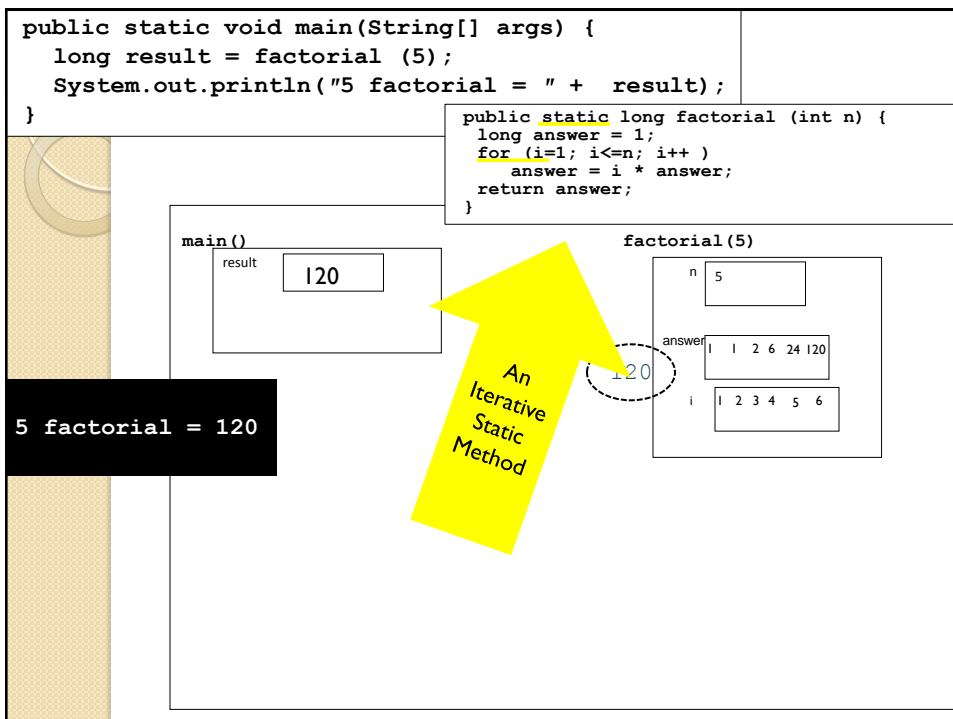 public static void main(String[] args) {
long result = factorial (5);
System.out.println("5 factorial = " + result);
}
public static long factorial (int n) {
long answer = 1;
for (i=1; i<=n; i++ )
answer = i * answer;
return answer;
}
main()
result
120
factorial(5)
n
5
answer
1 1 2 6 24 120
i
1 2 3 4 5 6
120
An
Iterative
Static
Method
5 factorial = 120